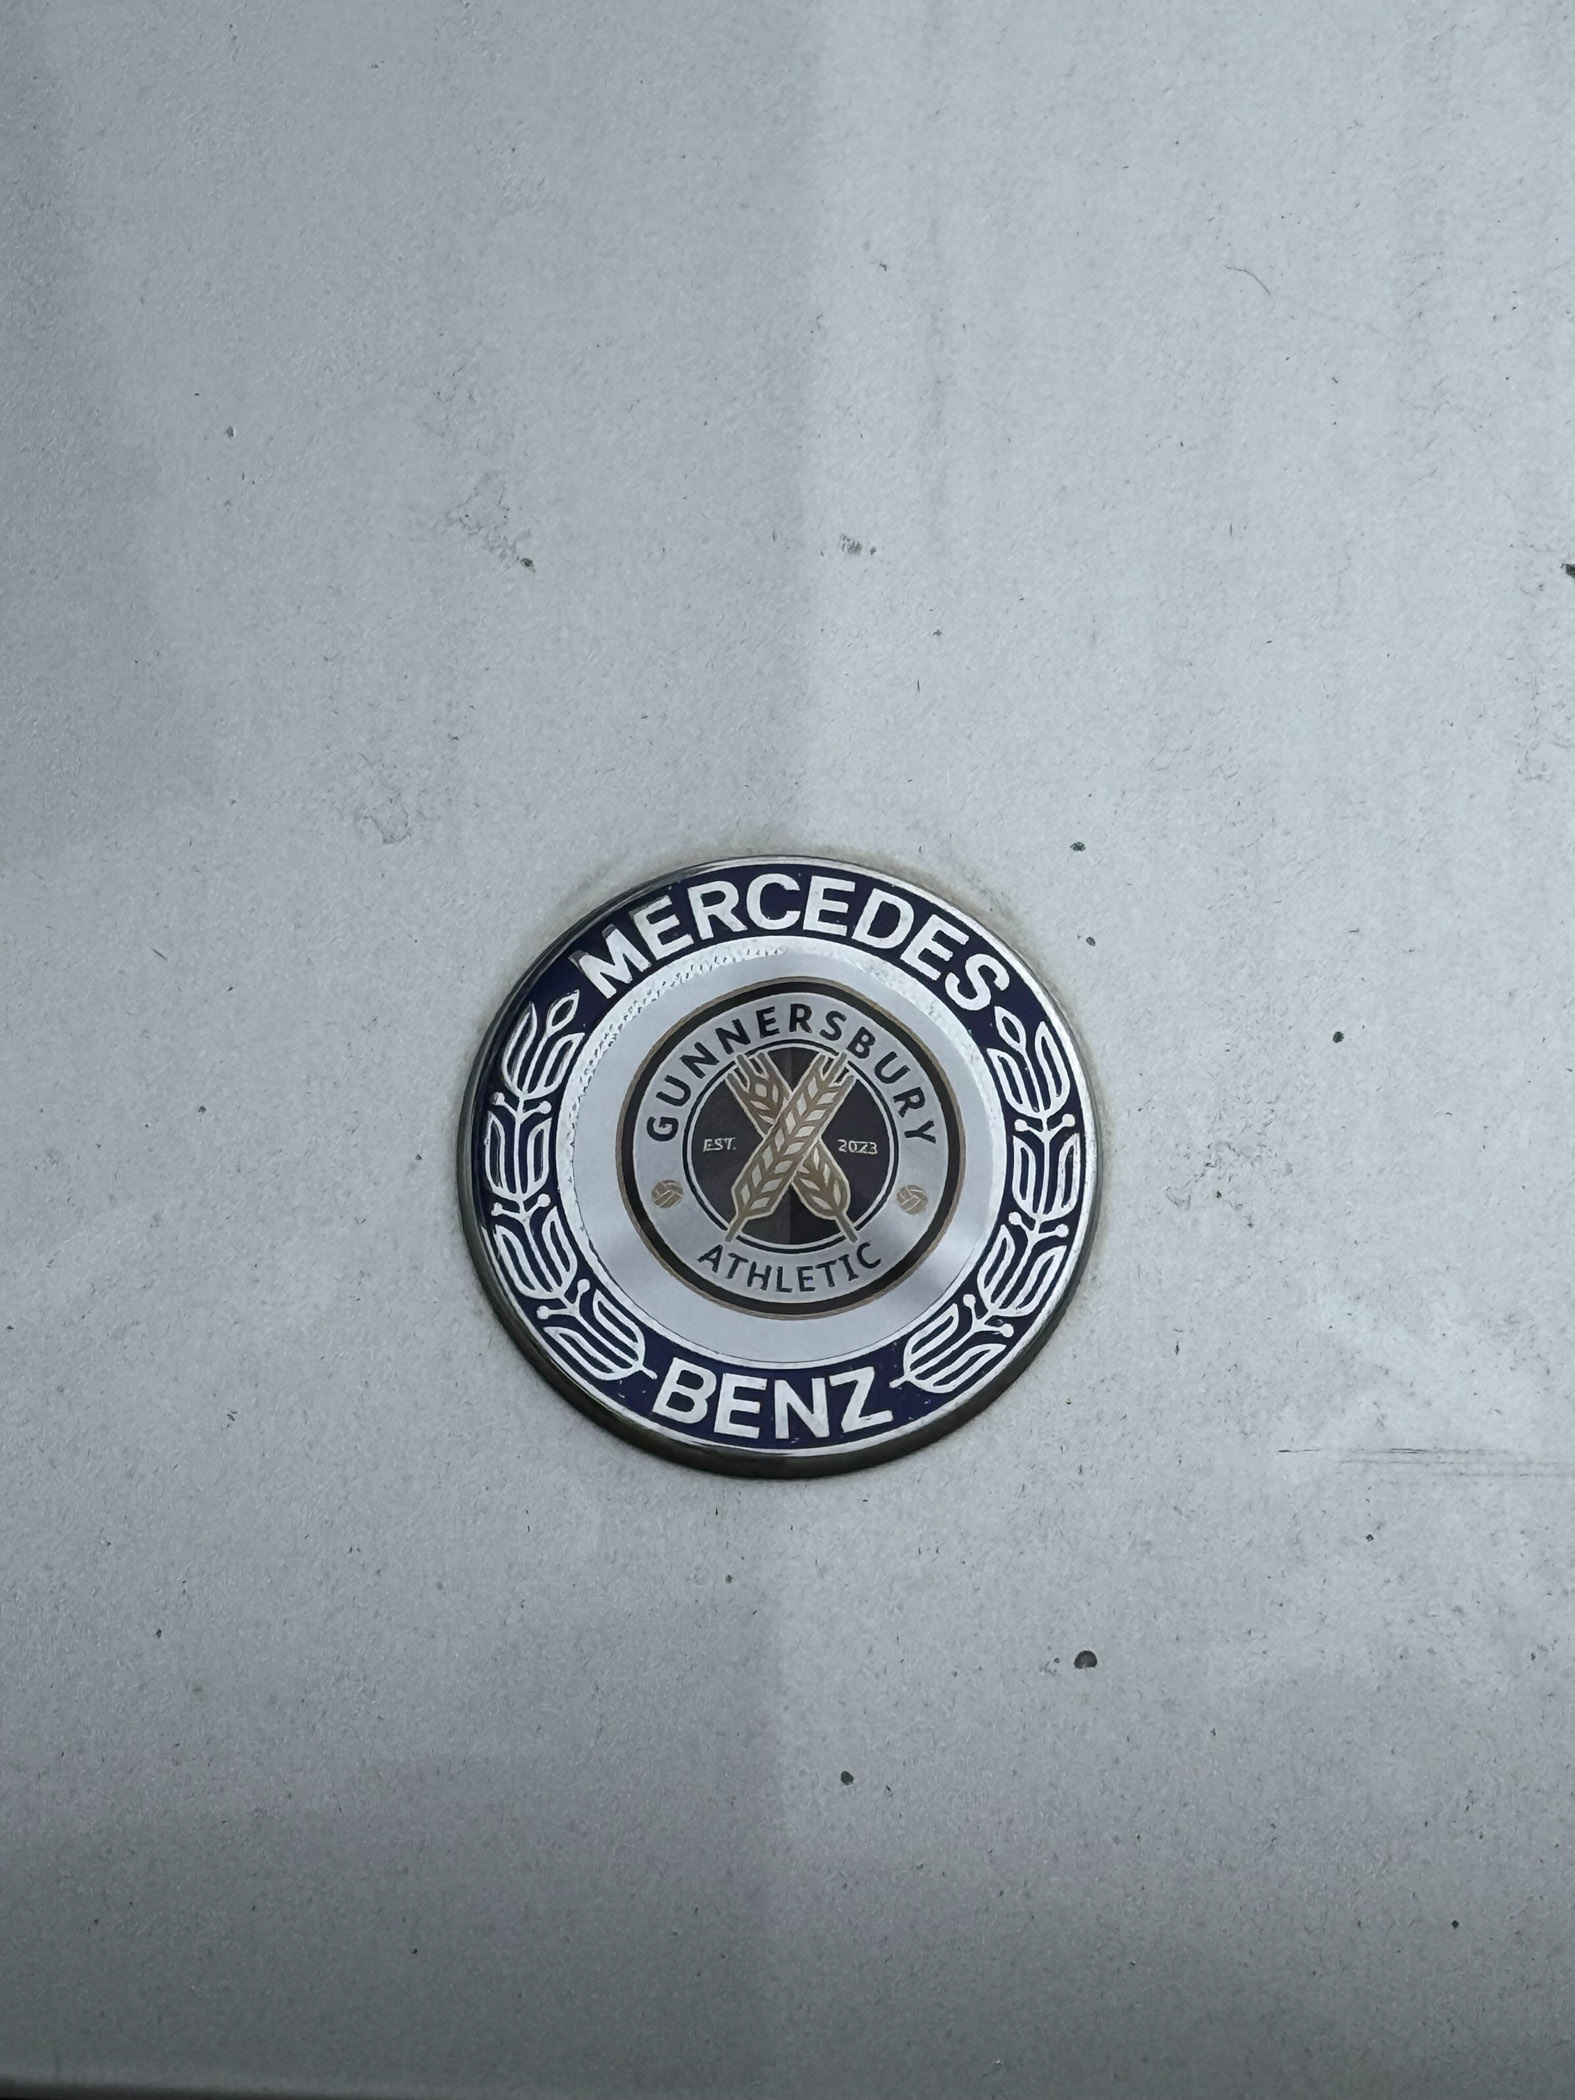 MERCEDES
GUNNERSBURY
EST. 2023
ATHLETIC
BENZ